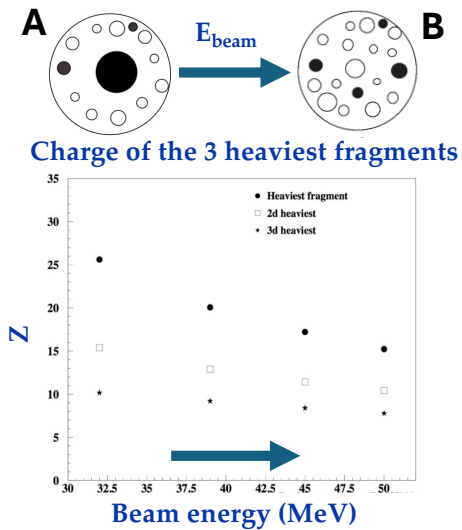 A
E_beam
B
Charge of the 3 heaviest fragments
35
30
25
20
15
10
5
0
Z
Heaviest fragment
2d heaviest
3d heaviest
30 32.5 35 37.5 40 42.5 45 47.5 50
Beam energy (MeV)